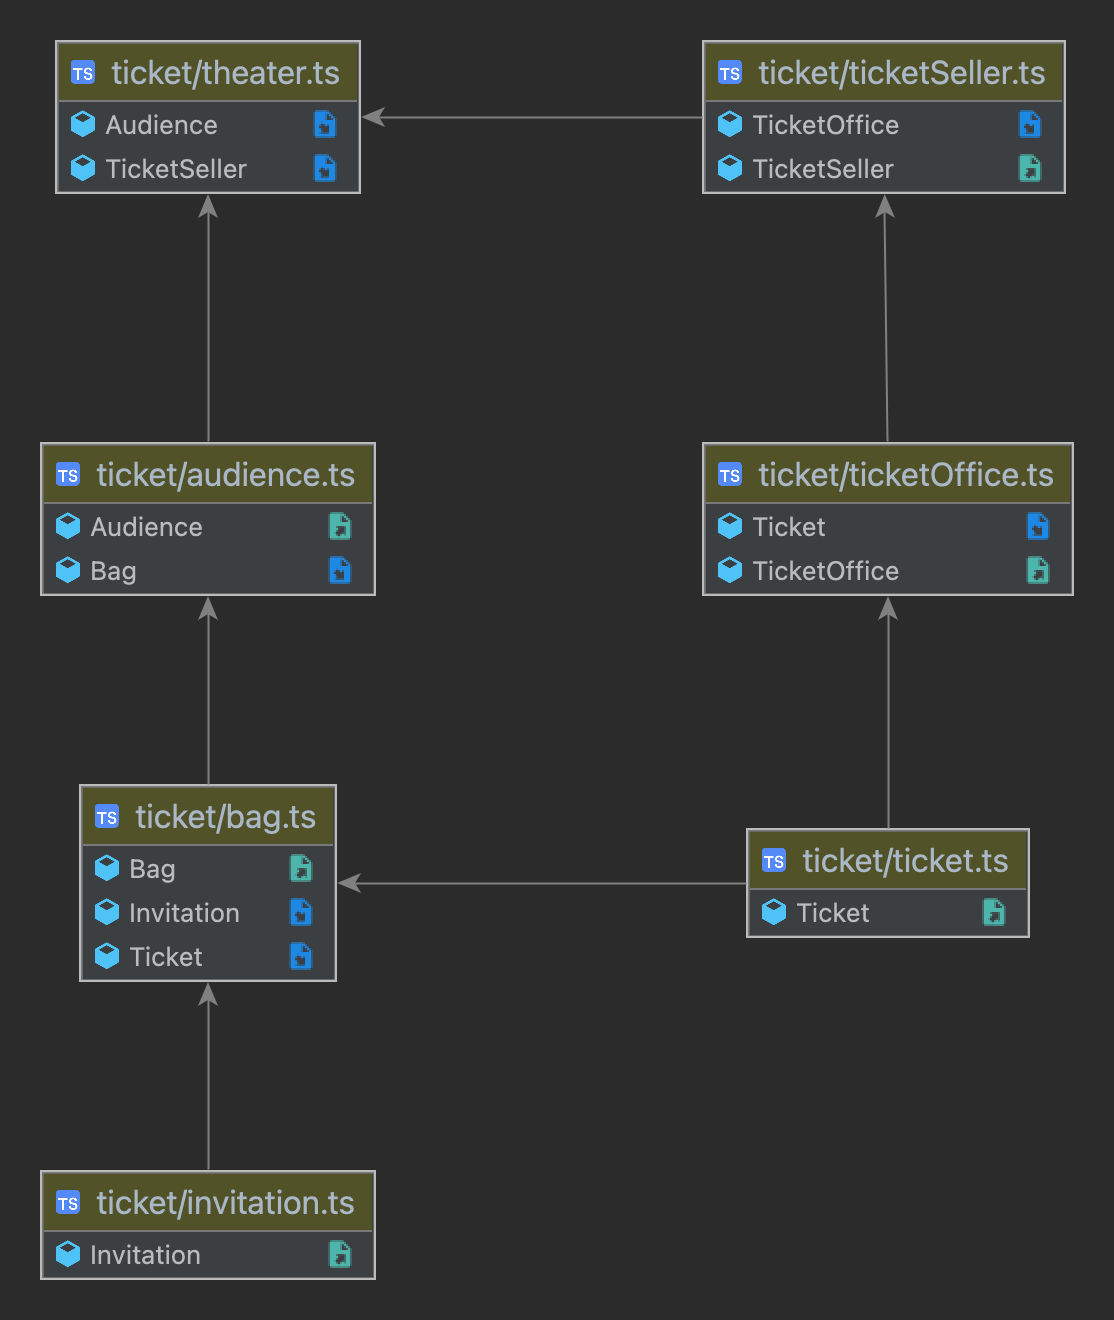 TS ticket/theater.ts
Audience
TicketSeller
TS ticket/ticketSeller.ts
TicketOffice
TicketSeller
TS ticket/audience.ts
Audience
Bag
TS ticket/ticketOffice.ts
Ticket
TicketOffice
TS ticket/bag.ts
Bag
Invitation
Ticket
TS ticket/ticket.ts
Ticket
TS ticket/invitation.ts
Invitation